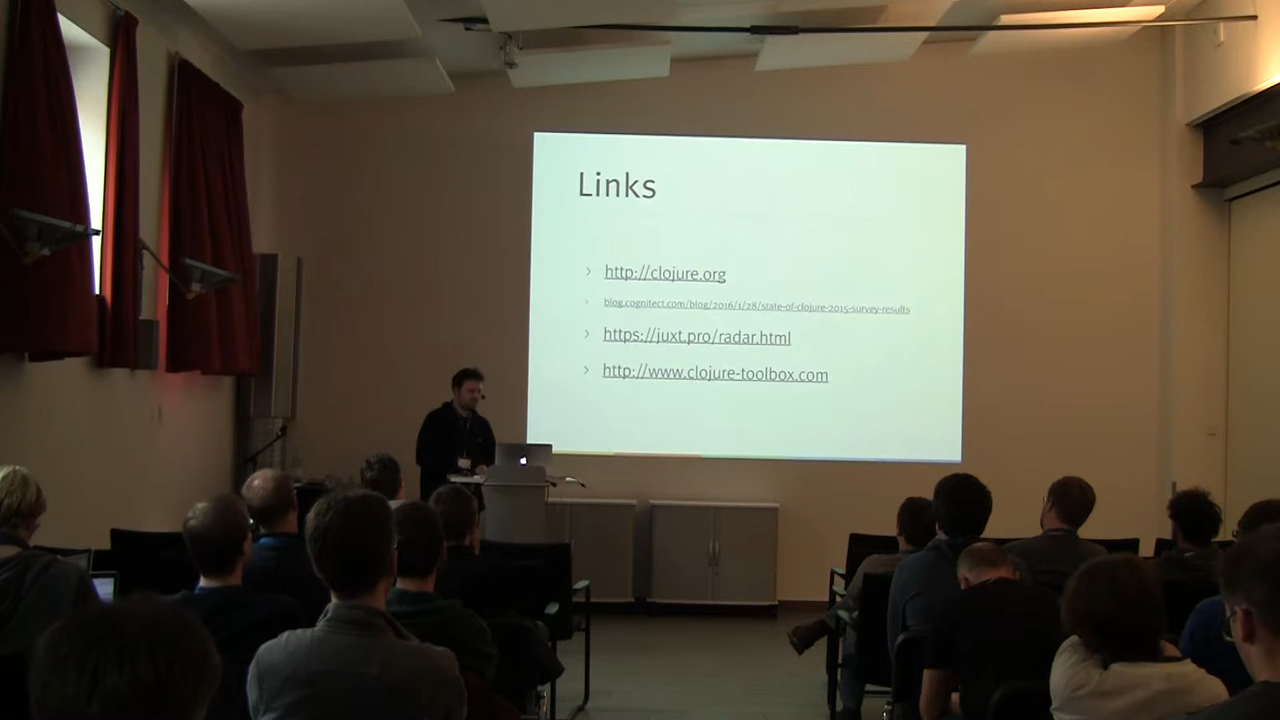 Links
http://clojure.org
blog.cognitect.com/blog/2016/1/28/state-of-clojure-2015-survey-results
https://juxt.pro/radar.html
http://www.clojure-toolbox.com